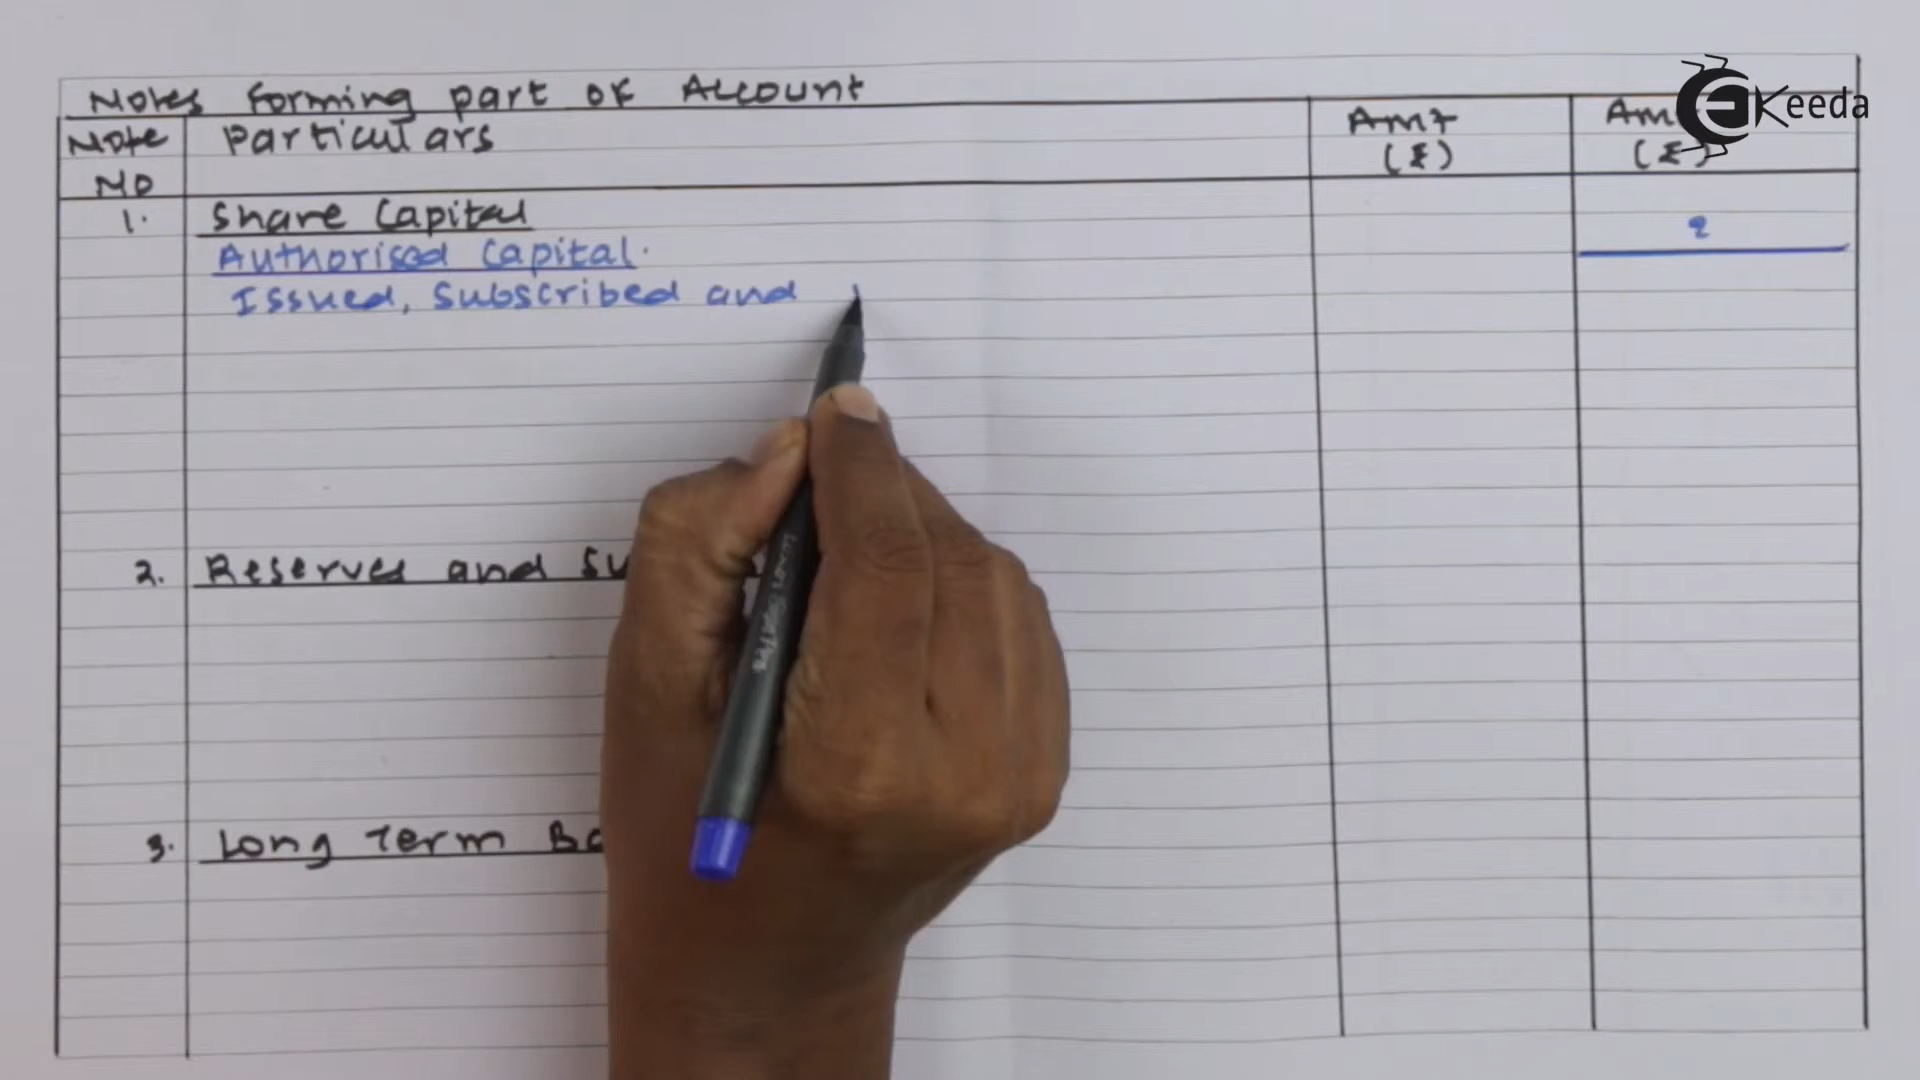 Notes Forming part of Account
Note No
Particulars
Amt (₹)
(₹)
Keeda
1. Share Capital
?
Authorised Capital.
Issued, Subscribed and
2. Reserves and
3. Long Term